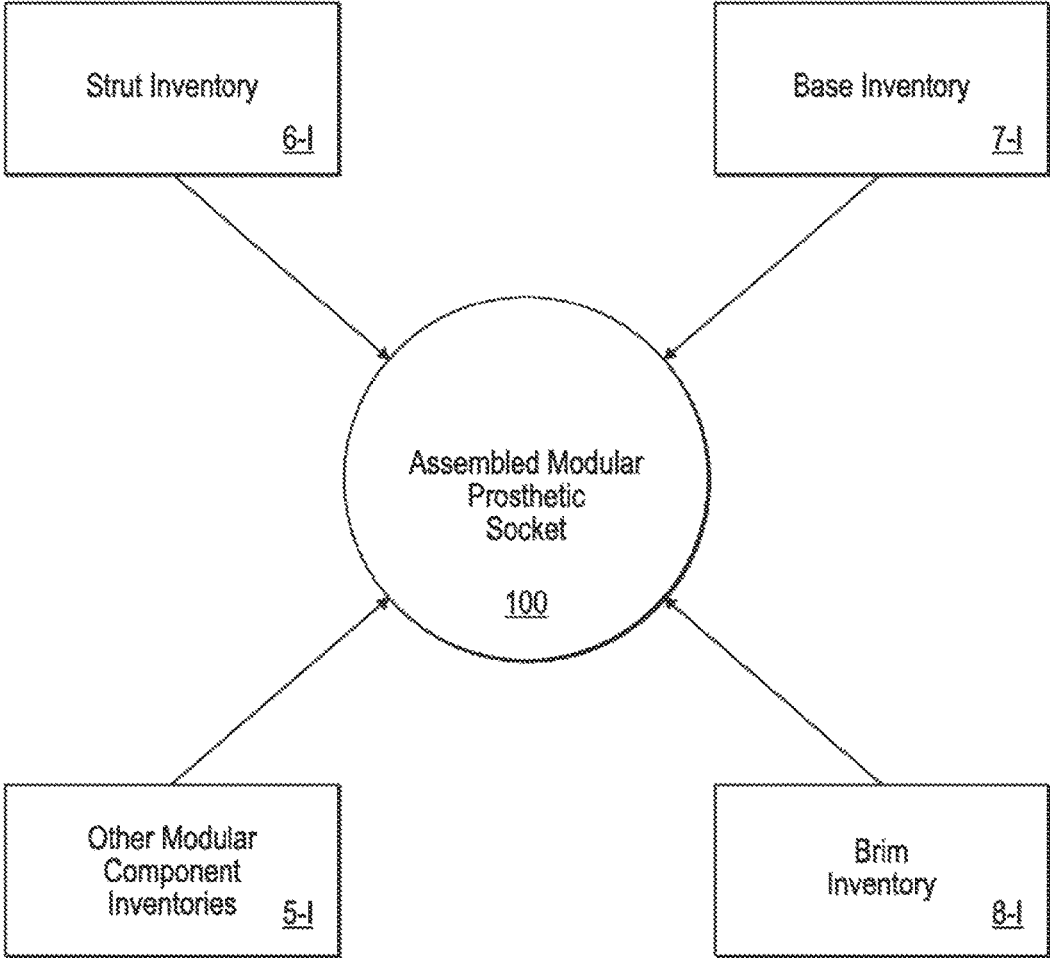 Strut Inventory
6-I
Base Inventory
7-I
Assembled Modular
Prosthetic
Socket
100
Other Modular
Component
Inventories
5-I
Brim
Inventory
8-I